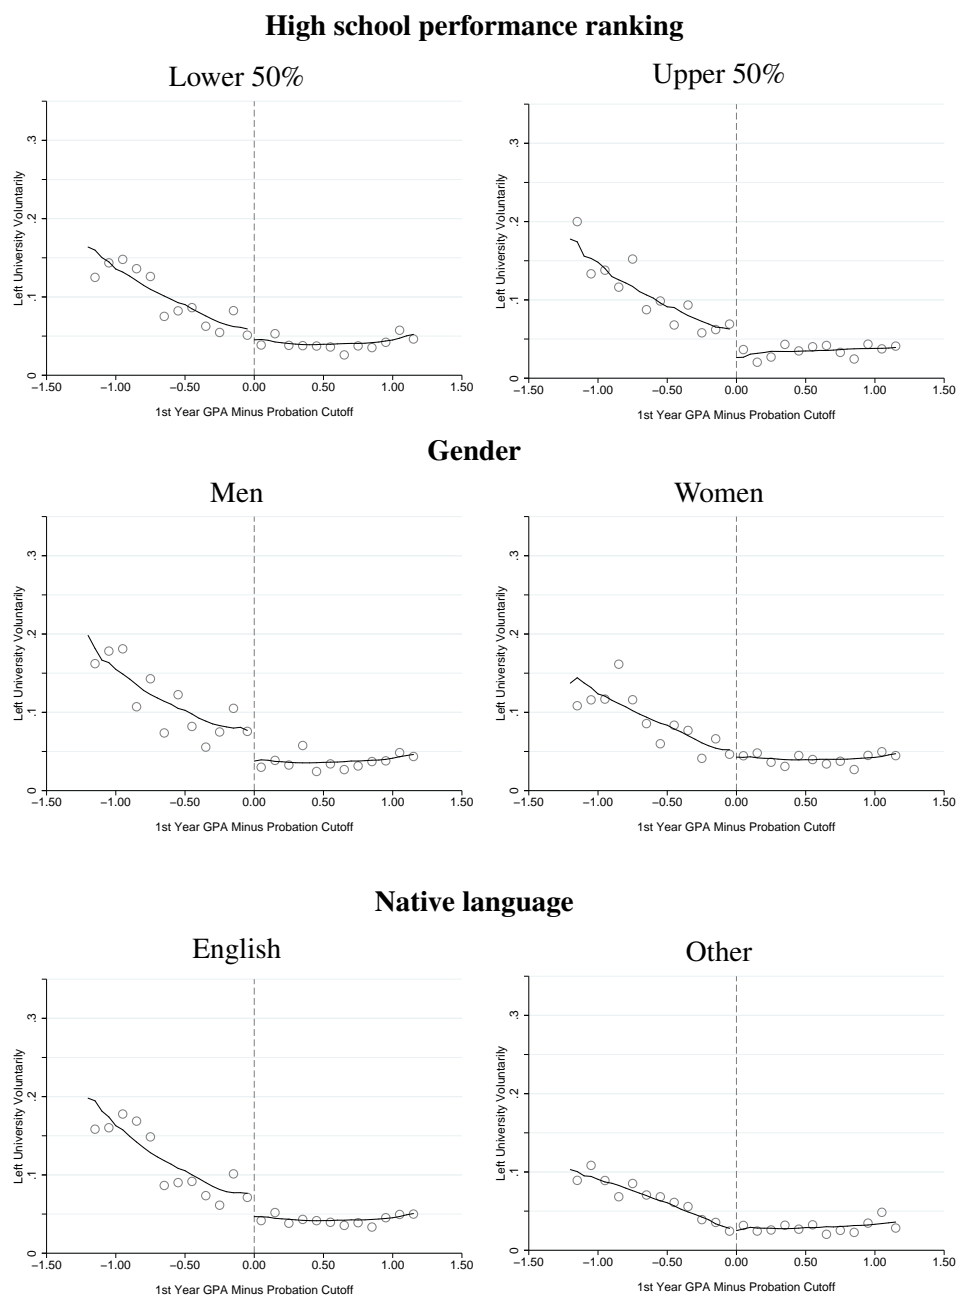 High school performance ranking
Lower 50%
Upper 50%
Left University Voluntarily
.3
.2
.1
0
−1.50 −1.00 −0.50 0.00 0.50 1.00 1.50
1st Year GPA Minus Probation Cutoff
Left University Voluntarily
.3
.2
.1
0
−1.50 −1.00 −0.50 0.00 0.50 1.00 1.50
1st Year GPA Minus Probation Cutoff
Gender
Men
Women
Left University Voluntarily
.3
.2
.1
0
−1.50 −1.00 −0.50 0.00 0.50 1.00 1.50
1st Year GPA Minus Probation Cutoff
Left University Voluntarily
.3
.2
.1
0
−1.50 −1.00 −0.50 0.00 0.50 1.00 1.50
1st Year GPA Minus Probation Cutoff
Native language
English
Other
Left University Voluntarily
.3
.2
.1
0
−1.50 −1.00 −0.50 0.00 0.50 1.00 1.50
1st Year GPA Minus Probation Cutoff
Left University Voluntarily
.3
.2
.1
0
−1.50 −1.00 −0.50 0.00 0.50 1.00 1.50
1st Year GPA Minus Probation Cutoff